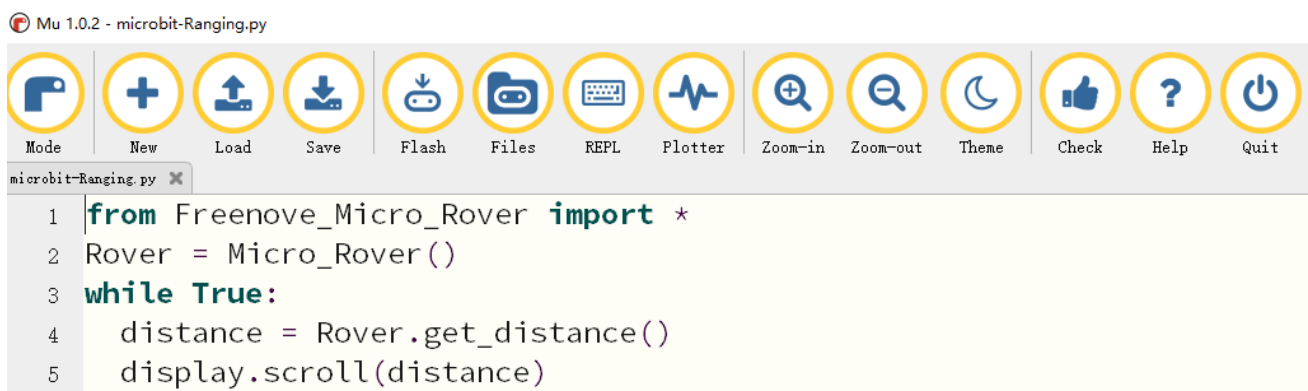 Mu 1.0.2 - microbit-Ranging.py
Mode New Load Save Flash Files REPL Plotter Zoom-in Zoom-out Theme Check Help Quit
microbit-Ranging.py
1 from Freenove_Micro_Rover import *
2 Rover = Micro_Rover()
3 while True:
4 distance = Rover.get_distance()
5 display.scroll(distance)